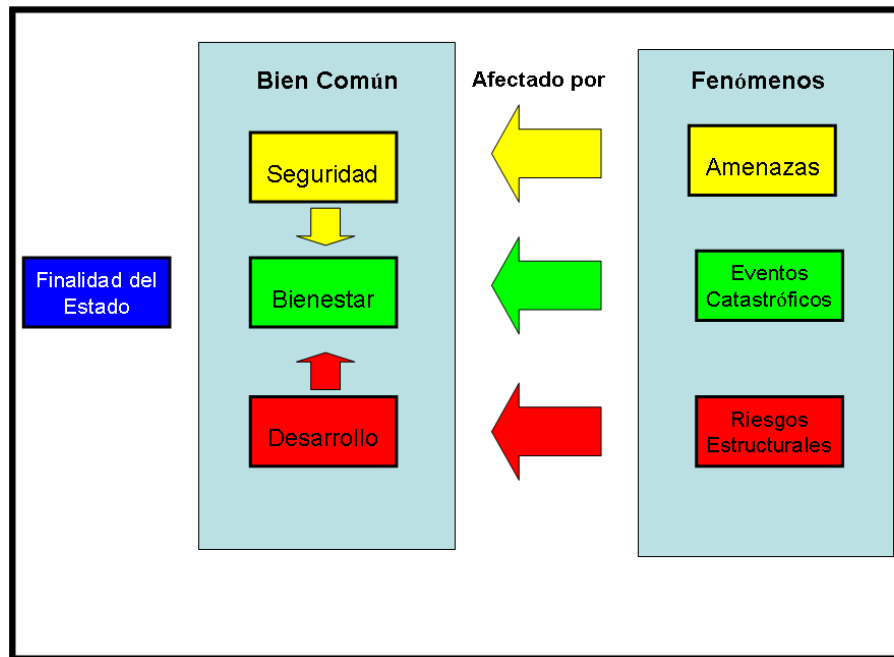 Bien Común
Afectado por
Fenómenos
Seguridad
Amenazas
Finalidad del
Estado
Bienestar
Eventos
Catastróficos
Desarrollo
Riesgos
Estructurales